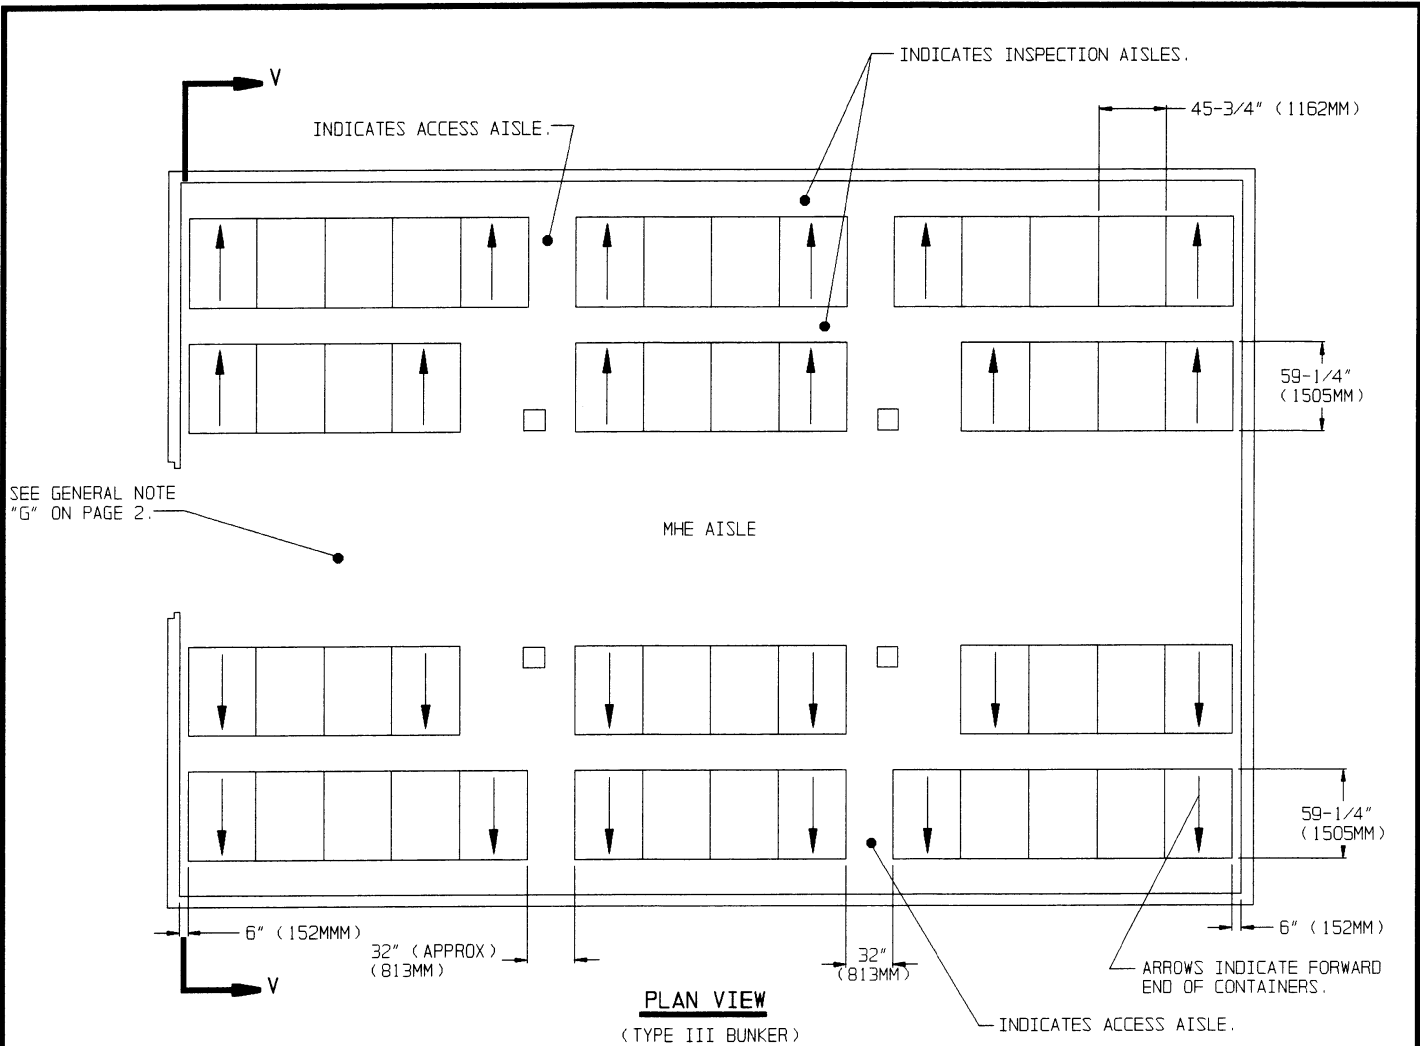 INDICATES INSPECTION AISLES.
V
45-3/4" (1162MM)
INDICATES ACCESS AISLE.
59-1/4"
(1505MM)
SEE GENERAL NOTE
"G" ON PAGE 2.
MHE AISLE
59-1/4"
(1505MM)
6" (152MMM)
32" (APPROX)
(813MM)
32"
(813MM)
6" (152MM)
ARROWS INDICATE FORWARD
END OF CONTAINERS.
V
PLAN VIEW
(TYPE III BUNKER)
INDICATES ACCESS AISLE.